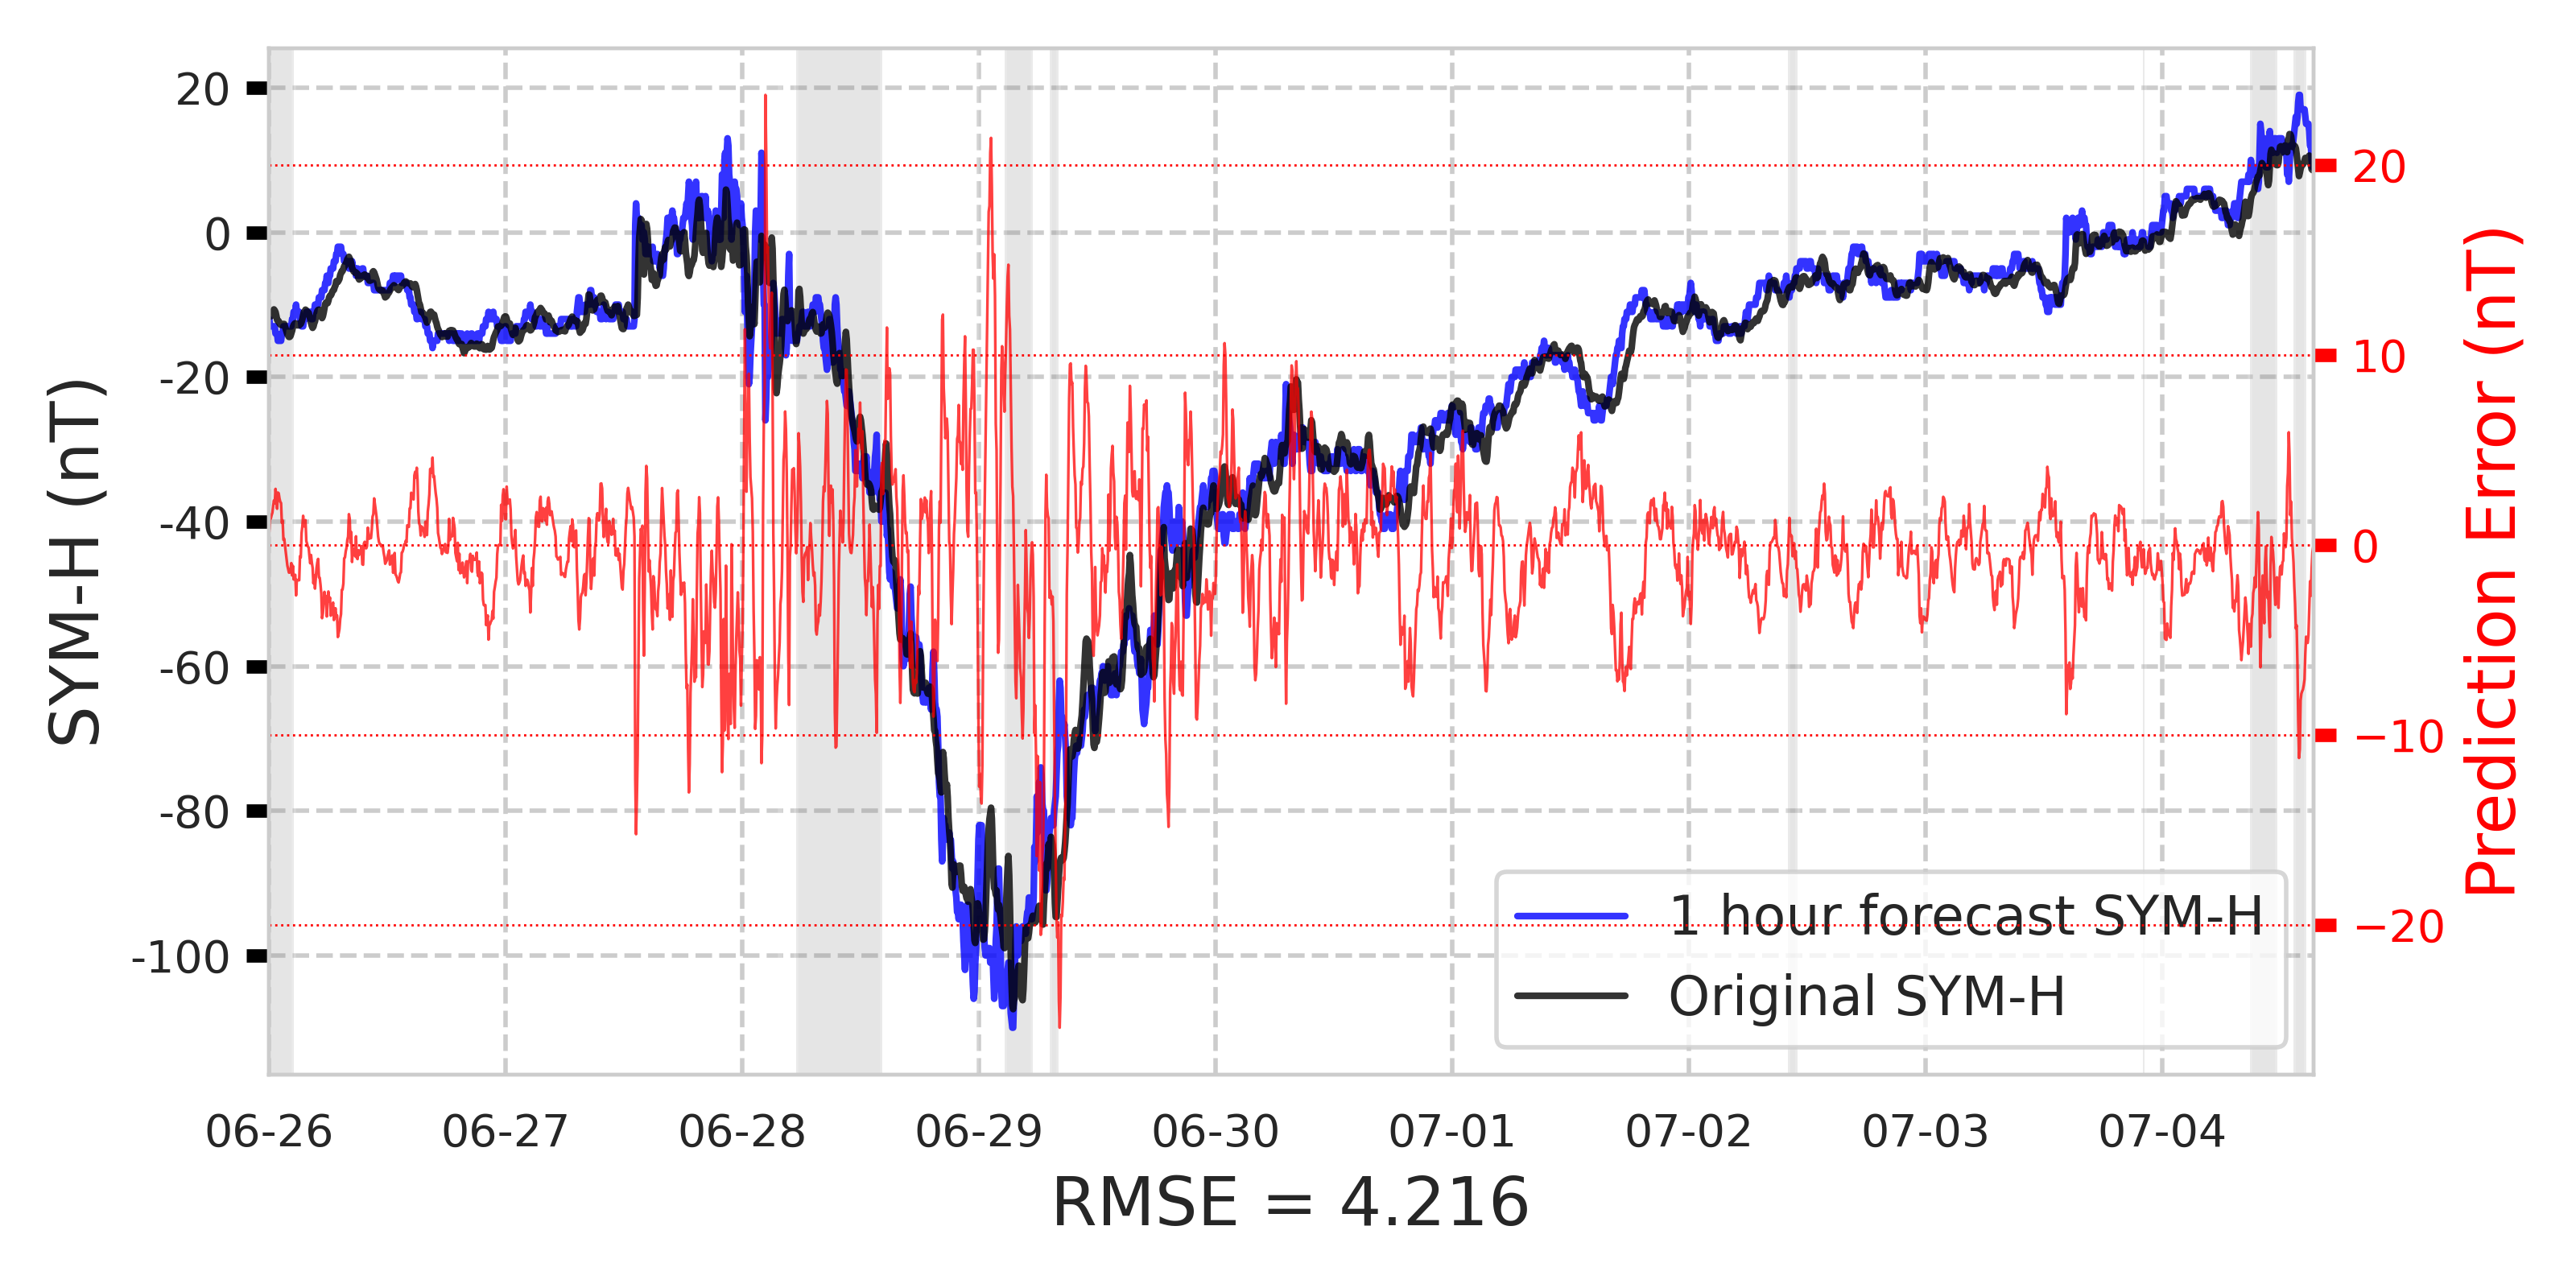 SYM-H (nT)
20
0
-20
-40
-60
-80
-100
20
10
0
−10
−20
Prediction Error (nT)
1 hour forecast SYM-H
Original SYM-H
06-26 06-27 06-28 06-29 06-30 07-01 07-02 07-03 07-04
RMSE = 4.216